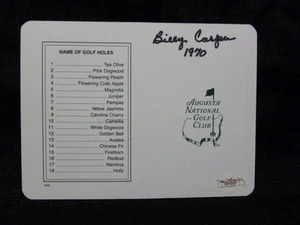 Billy Casper
1970
NAME OF GOLF HOLES
1 Tea Olive
2 Pink Dogwood
3 Flowering Peach
4 Flowering Crab Apple
5 Magnolia
6 Juniper
7 Pampas
8 Yellow Jasmine
9 Carolina Cherry
10 Camellia
11 White Dogwood
12 Golden Bell
13 Azalea
14 Chinese Fir
15 Firethorn
16 Redbud
17 Nandina
18 Holly
AUGUSTA
NATIONAL
GOLF
CLUB